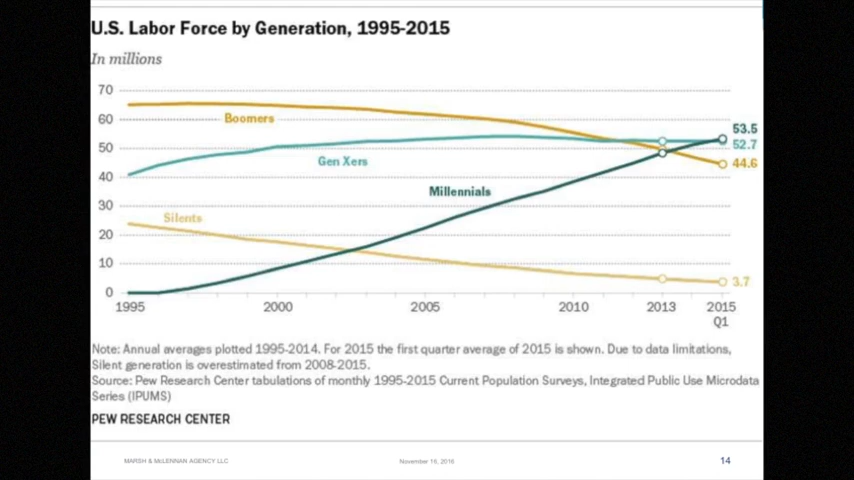 U.S. Labor Force by Generation, 1995-2015
In millions
70
60
50
40
30
20
10
0
Boomers
Gen Xers
Millennials
Silents
53.5
52.7
44.6
3.7
1995
2000
2005
2010
2013
2015
Q1
Note: Annual averages plotted 1995-2014. For 2015 the first quarter average of 2015 is shown. Due to data limitations,
Silent generation is overestimated from 2008-2015.
Source: Pew Research Center tabulations of monthly 1995-2015 Current Population Surveys, Integrated Public Use Microdata
Series (IPUMS)
PEW RESEARCH CENTER
MARSH & McLENNAN AGENCY LLC
November 16, 2016
14